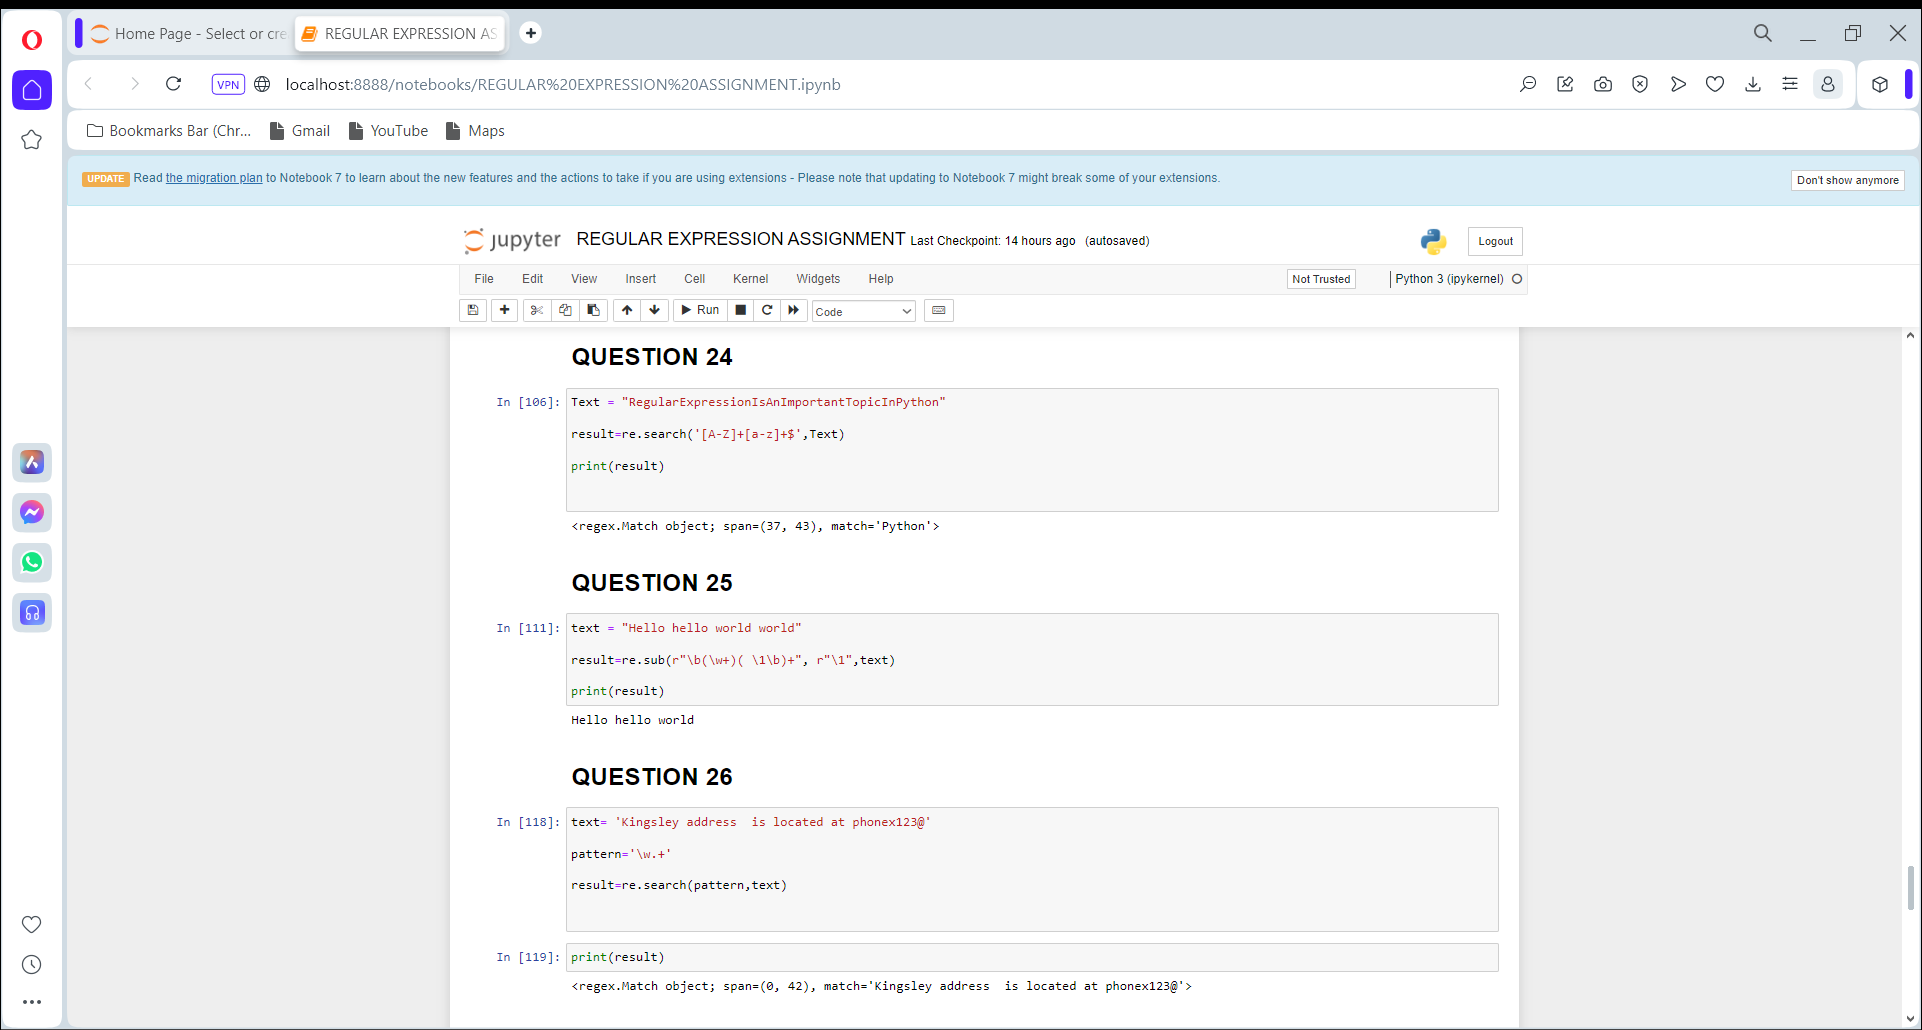 Home Page - Select or cre
REGULAR EXPRESSION AS
VPN
localhost:8888/notebooks/REGULAR%20EXPRESSION%20ASSIGNMENT.ipynb
Bookmarks Bar (Chr...
Gmail
YouTube
Maps
UPDATE Read the migration plan to Notebook 7 to learn about the new features and the actions to take if you are using extensions - Please note that updating to Notebook 7 might break some of your extensions.
Don't show anymore
jupyter REGULAR EXPRESSION ASSIGNMENT Last Checkpoint: 14 hours ago (autosaved)
Logout
File Edit View Insert Cell Kernel Widgets Help
Not Trusted
Python 3 (ipykernel)
Run
Code
QUESTION 24
In [106]: Text = "RegularExpressionIsAnImportantTopicInPython"
result=re.search('[A-Z]+[a-z]+$',Text)
print(result)
<regex.Match object; span=(37, 43), match='Python'>
QUESTION 25
In [111]: text = "Hello hello world world"
result=re.sub(r"\b(\w+)( \1\b)+", r"\1",text)
print(result)
Hello hello world
QUESTION 26
In [118]: text= 'Kingsley address  is located at phonex123@'
pattern='\w.+'
result=re.search(pattern,text)
In [119]: print(result)
<regex.Match object; span=(0, 42), match='Kingsley address  is located at phonex123@'>